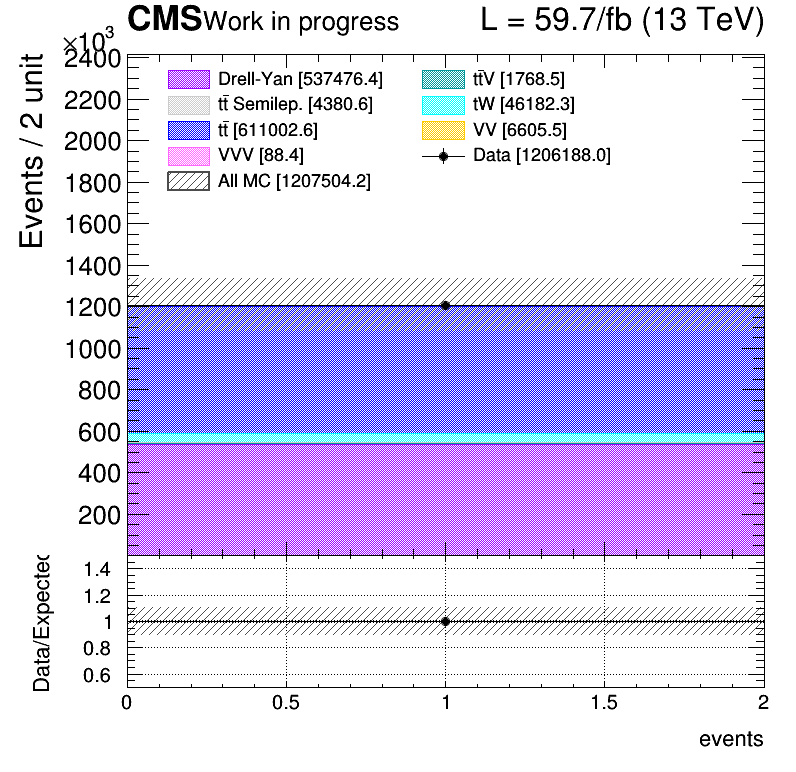 CMS Work in progress L = 59.7/fb (13 TeV)
×10³
Events / 2 unit
2400
2200
2000
1800
1600
1400
1200
1000
800
600
400
200
Drell-Yan [537476.4]
tt̄ Semilep. [4380.6]
tt̄ [611002.6]
VVV [88.4]
All MC [1207504.2]
tt̄V [1768.5]
tW [46182.3]
VV [6605.5]
Data [1206188.0]
Data/Expected
1.4
1.2
1
0.8
0.6
0 0.5 1 1.5 2
events